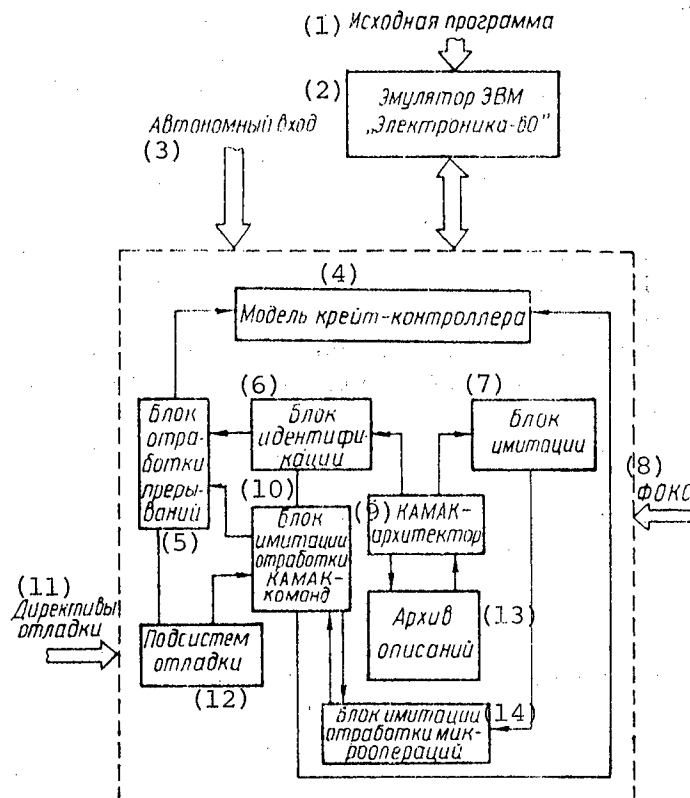 (1) Исходная программа
(2)
Эмулятор ЭВМ
„Электроника-60"
Автономный вход
(3)
(4)
Модель крейт-контроллера
(6)
(7)
Блок
отра-
ботки
преры-
ваний
(5)
Блок
идентифи-
кации
Блок
имитации
(8)
ФОКС
(10)
Блок
имитации
отработки
КАМАК-
команд
(9) КАМАК-
архитектор
(11)
Директивы
отладки
Архив
описаний
(13)
Подсистем
отладки
(12)
(14)
Блок имитации
отработки мик-
роопераций